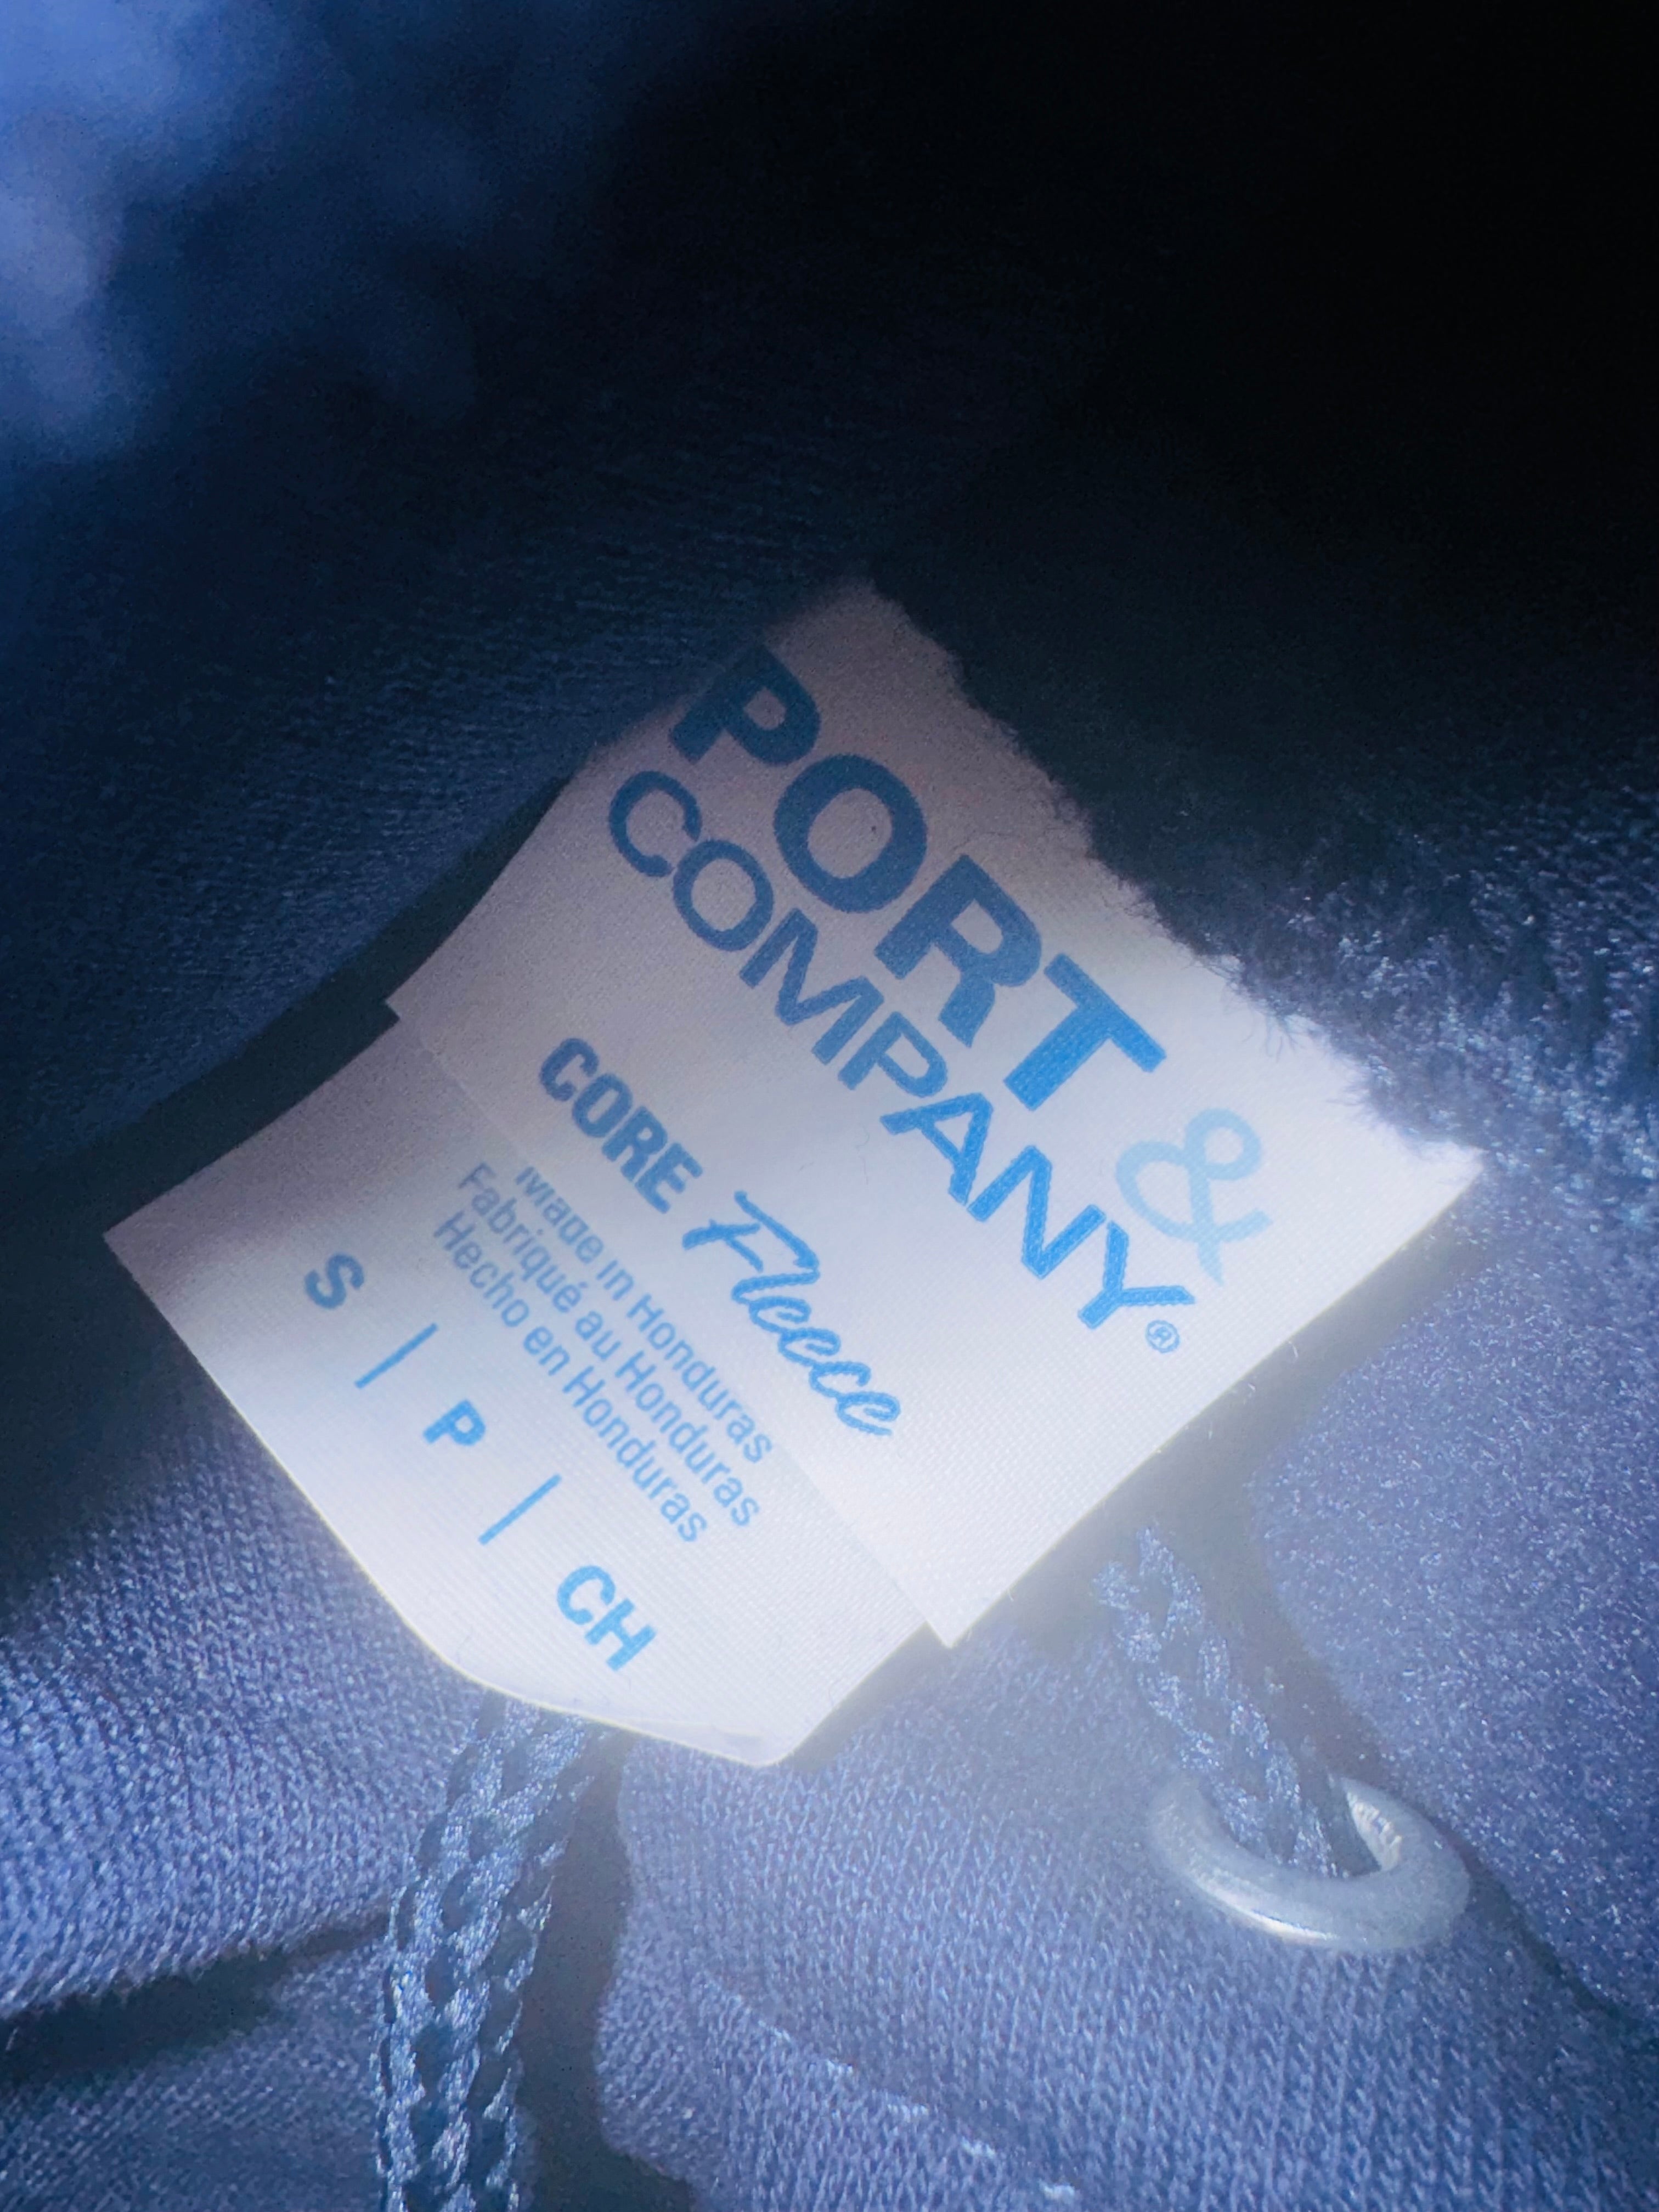 PORT &
COMPANY®
CORE Fleece
Made in Honduras
Fabriqué au Honduras
Hecho en Honduras
S | P | CH